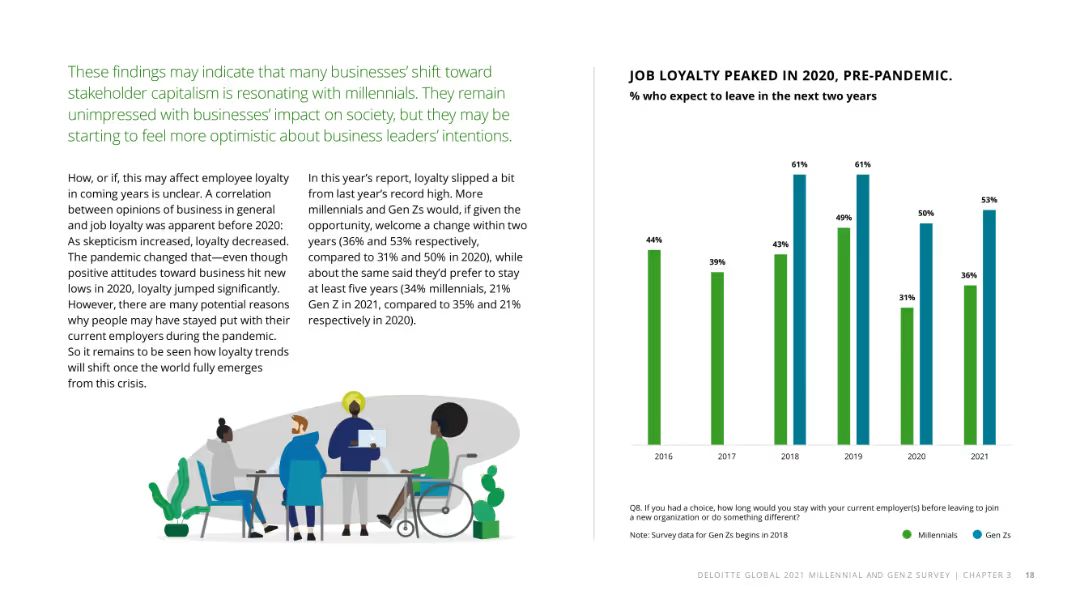 These findings may indicate that many businesses' shift toward
stakeholder capitalism is resonating with millennials. They remain
unimpressed with businesses' impact on society, but they may be
starting to feel more optimistic about business leaders' intentions.
How, or if, this may affect employee loyalty
in coming years is unclear. A correlation
between opinions of business in general
and job loyalty was apparent before 2020:
As skepticism increased, loyalty decreased.
The pandemic changed that—even though
positive attitudes toward business hit new
lows in 2020, loyalty jumped significantly.
However, there are many potential reasons
why people may have stayed put with their
current employers during the pandemic.
So it remains to be seen how loyalty trends
will shift once the world fully emerges
from this crisis.
In this year's report, loyalty slipped a bit
from last year's record high. More
millennials and Gen Zs would, if given the
opportunity, welcome a change within two
years (36% and 53% respectively,
compared to 31% and 50% in 2020), while
about the same said they'd prefer to stay
at least five years (34% millennials, 21%
Gen Z in 2021, compared to 35% and 21%
respectively in 2020).
JOB LOYALTY PEAKED IN 2020, PRE-PANDEMIC.
% who expect to leave in the next two years
44%
39%
43%
61%
49%
61%
31%
50%
36%
53%
2016 2017 2018 2019 2020 2021
Q8. If you had a choice, how long would you stay with your current employer(s) before leaving to join
a new organization or do something different?
Note: Survey data for Gen Zs begins in 2018
Millennials Gen Zs
DELOITTE GLOBAL 2021 MILLENNIAL AND GEN Z SURVEY | CHAPTER 3 18